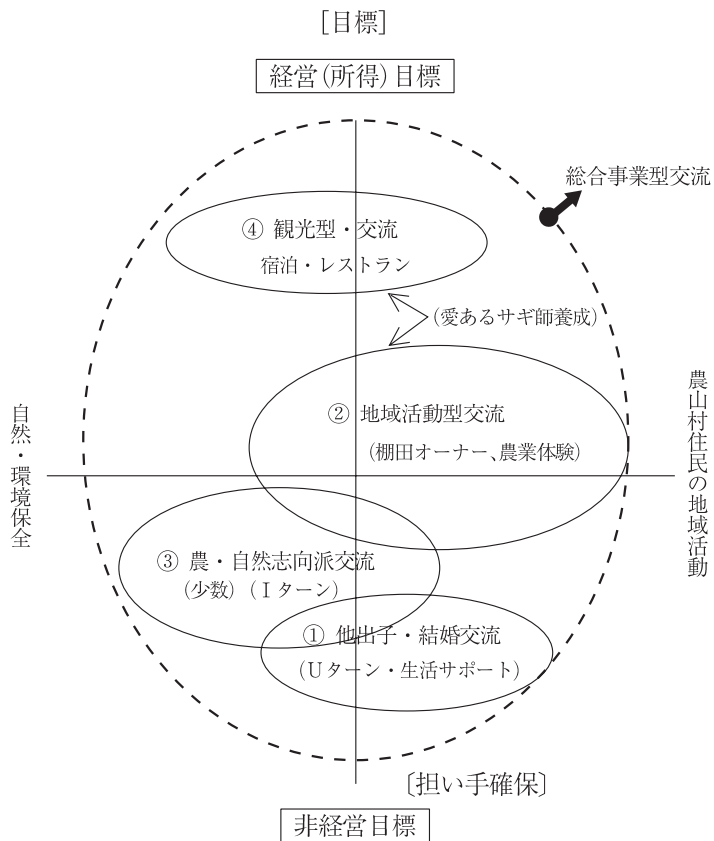 [目標]
経営(所得)目標
総合事業型交流
④ 観光型・交流
宿泊・レストラン
(愛あるサギ師養成)
② 地域活動型交流
(棚田オーナー、農業体験)
自然・環境保全
農山村住民の地域活動
③ 農・自然志向派交流
(少数)(Ｉターン)
① 他出子・結婚交流
(Uターン・生活サポート)
〔担い手確保〕
非経営目標